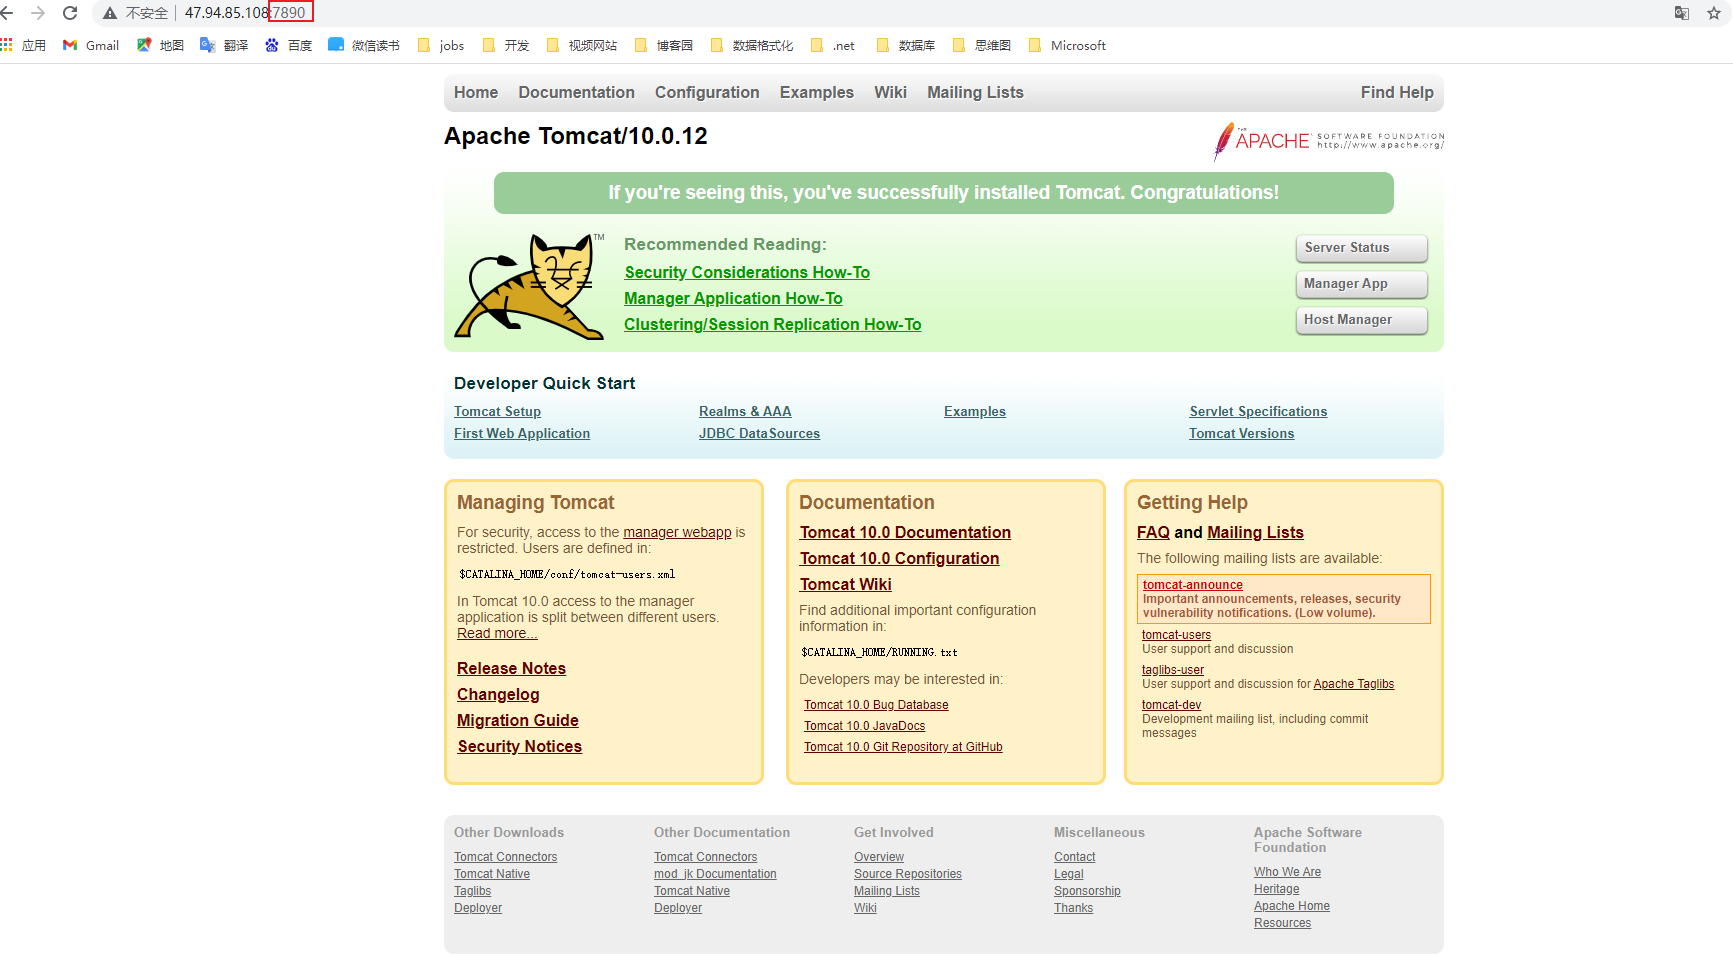 不安全 | 47.94.85.108:7890
应用 Gmail 地图 翻译 百度 微信读书 jobs 开发 视频网站 博客园 数据格式化 .net 数据库 思维图 Microsoft
Home Documentation Configuration Examples Wiki Mailing Lists Find Help
Apache Tomcat/10.0.12
THE APACHE SOFTWARE FOUNDATION
http://www.apache.org/
If you're seeing this, you've successfully installed Tomcat. Congratulations!
TM
Recommended Reading:
Security Considerations How-To
Manager Application How-To
Clustering/Session Replication How-To
Server Status
Manager App
Host Manager
Developer Quick Start
Tomcat Setup
First Web Application
Realms & AAA
JDBC DataSources
Examples
Servlet Specifications
Tomcat Versions
Managing Tomcat
For security, access to the manager webapp is
restricted. Users are defined in:
$CATALINA_HOME/conf/tomcat-users.xml
In Tomcat 10.0 access to the manager
application is split between different users.
Read more...
Release Notes
Changelog
Migration Guide
Security Notices
Documentation
Tomcat 10.0 Documentation
Tomcat 10.0 Configuration
Tomcat Wiki
Find additional important configuration
information in:
$CATALINA_HOME/RUNNING.txt
Developers may be interested in:
Tomcat 10.0 Bug Database
Tomcat 10.0 JavaDocs
Tomcat 10.0 Git Repository at GitHub
Getting Help
FAQ and Mailing Lists
The following mailing lists are available:
tomcat-announce
Important announcements, releases, security
vulnerability notifications. (Low volume).
tomcat-users
User support and discussion
taglibs-user
User support and discussion for Apache Taglibs
tomcat-dev
Development mailing list, including commit
messages
Other Downloads
Tomcat Connectors
Tomcat Native
Taglibs
Deployer
Other Documentation
Tomcat Connectors
mod_jk Documentation
Tomcat Native
Deployer
Get Involved
Overview
Source Repositories
Mailing Lists
Wiki
Miscellaneous
Contact
Legal
Sponsorship
Thanks
Apache Software
Foundation
Who We Are
Heritage
Apache Home
Resources